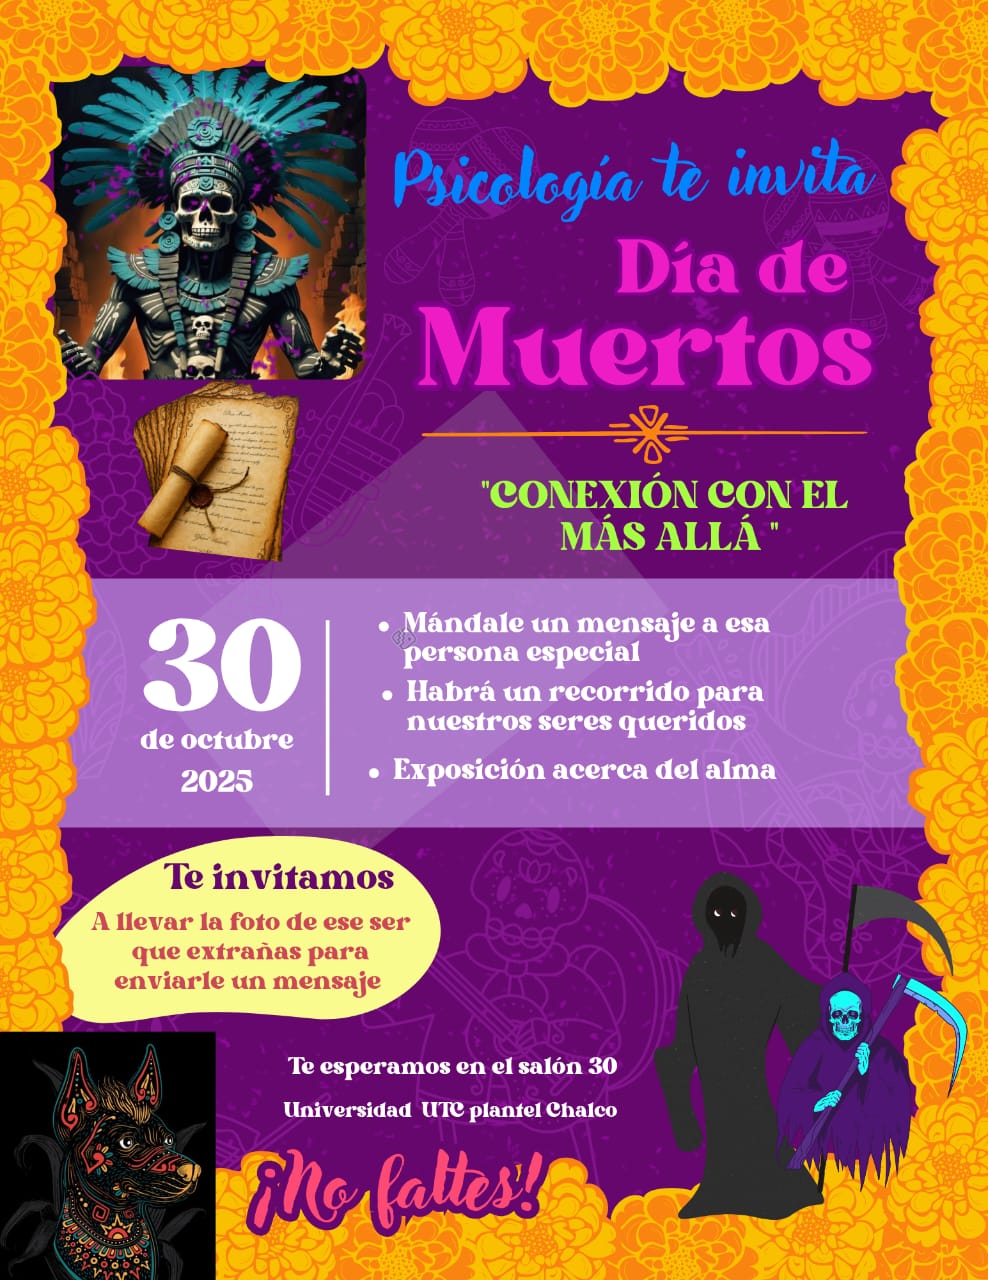 Psicología te invita
Día de
Muertos
"CONEXIÓN CON EL
MÁS ALLÁ "
30
de octubre
2025
• Mándale un mensaje a esa
persona especial
• Habrá un recorrido para
nuestros seres queridos
• Exposición acerca del alma
Te invitamos
A llevar la foto de ese ser
que extrañas para
enviarle un mensaje
Te esperamos en el salón 30
Universidad UTC plantel Chalco
¡No faltes!